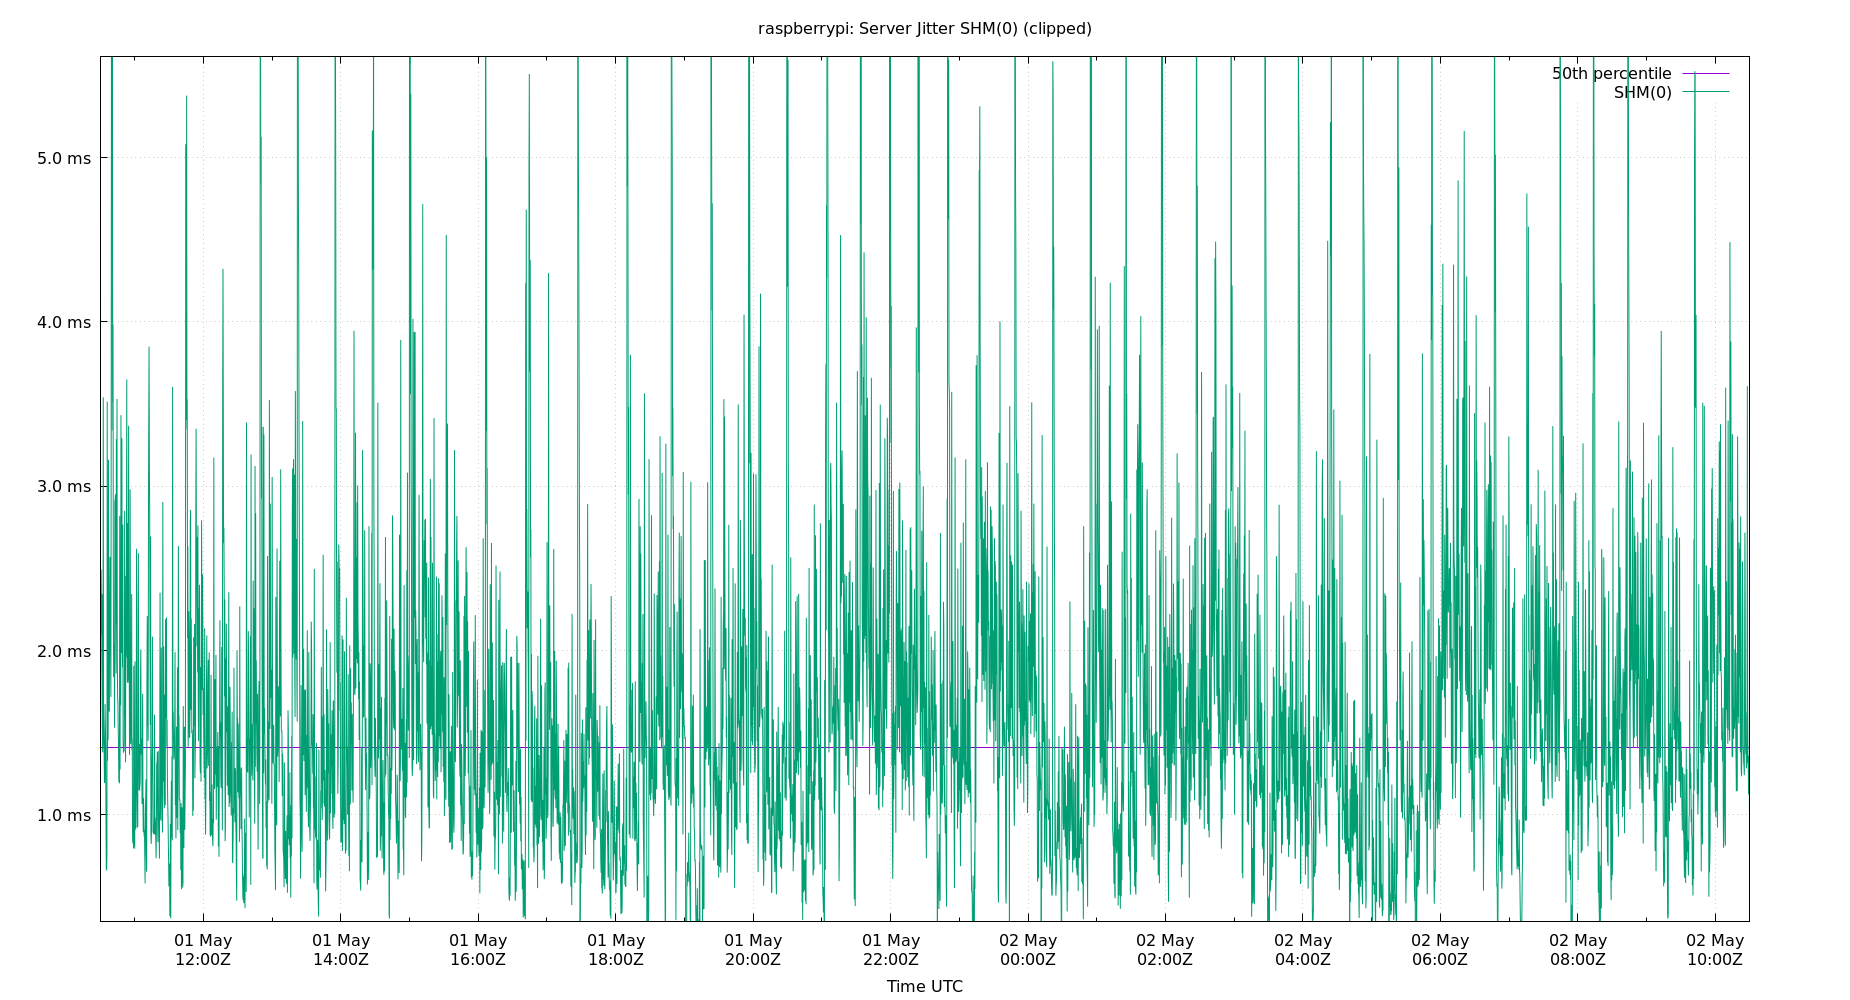 raspberrypi: Server Jitter SHM(0) (clipped)
50th percentile
SHM(0)
5.0 ms
4.0 ms
3.0 ms
2.0 ms
1.0 ms
01 May 01 May 01 May 01 May 01 May 01 May 02 May 02 May 02 May 02 May 02 May 02 May
12:00Z 14:00Z 16:00Z 18:00Z 20:00Z 22:00Z 00:00Z 02:00Z 04:00Z 06:00Z 08:00Z 10:00Z
Time UTC